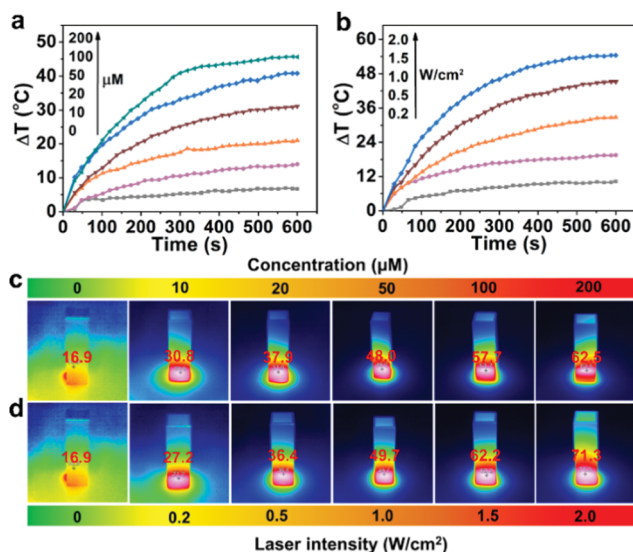 a
b
50
40
30
20
10
0
ΔT (°C)
200
100
50
20
10
0
μM
0 100 200 300 400 500 600
Time (s)
60
48
36
24
12
0
ΔT (°C)
2.0
1.5
1.0
0.5
0.2
W/cm²
0 100 200 300 400 500 600
Time (s)
Concentration (μM)
c
0 10 20 50 100 200
16.9 30.8 37.9 48.0 57.7 62.5
d
16.9 27.2 36.4 49.7 62.2 71.3
0 0.2 0.5 1.0 1.5 2.0
Laser intensity (W/cm²)